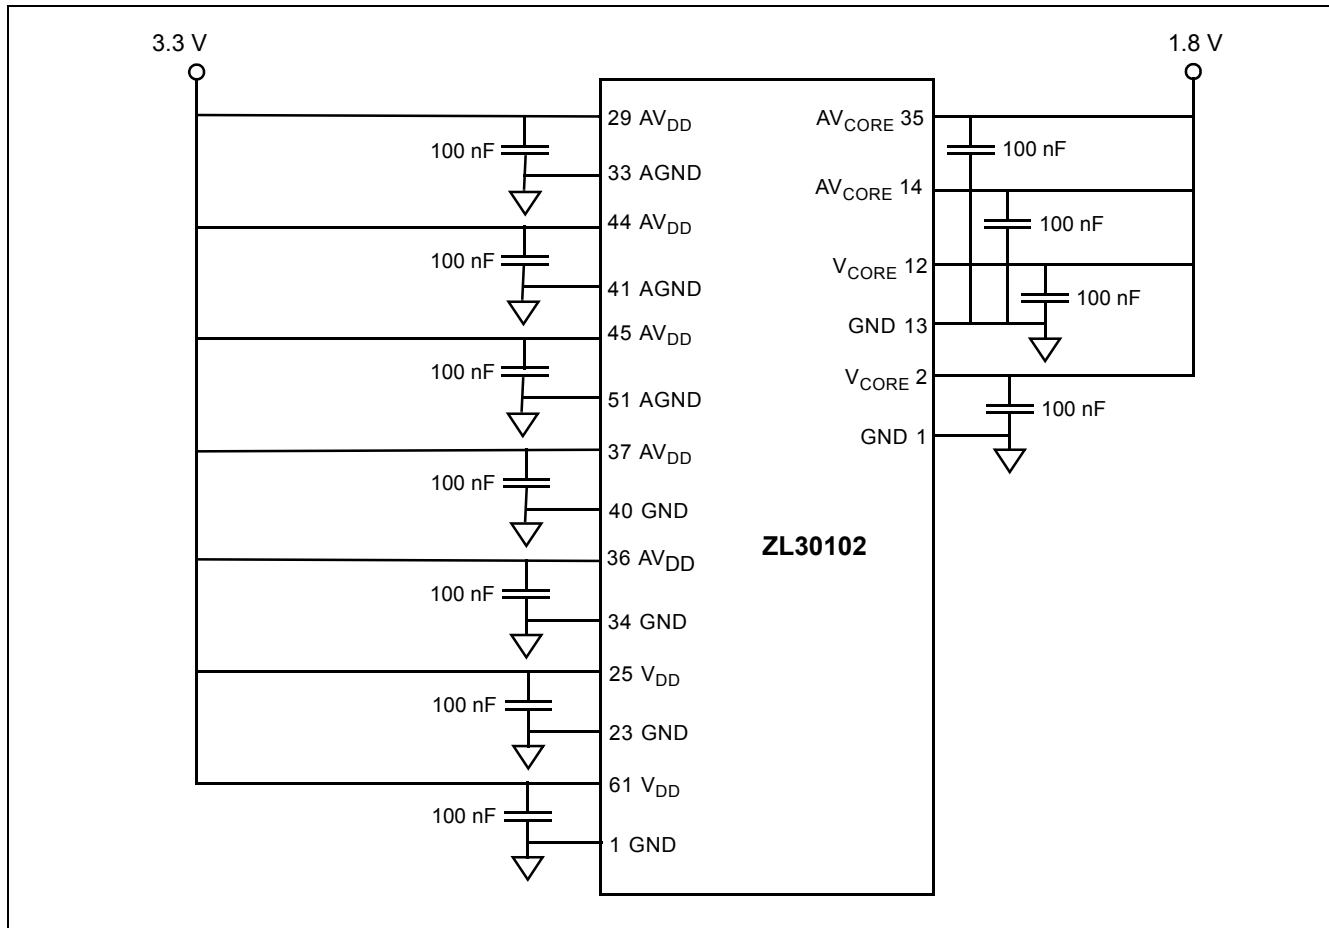 3.3 V
1.8 V
29 AVDD
100 nF
33 AGND
44 AVDD
100 nF
41 AGND
45 AVDD
100 nF
51 AGND
37 AVDD
100 nF
40 GND
36 AVDD
100 nF
34 GND
25 VDD
100 nF
23 GND
61 VDD
100 nF
1 GND
AVCORE 35
100 nF
AVCORE 14
100 nF
VCORE 12
100 nF
GND 13
VCORE 2
100 nF
GND 1
ZL30102